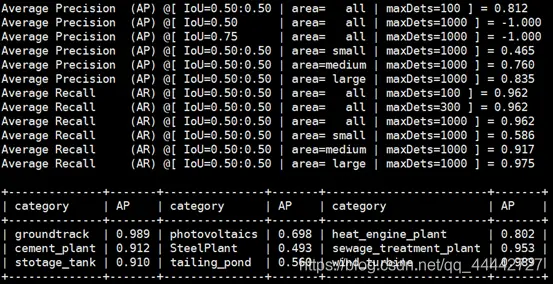 Average Precision (AP) @[ IoU=0.50:0.50 | area= all | maxDets=100 ] = 0.812
Average Precision (AP) @[ IoU=0.50 | area= all | maxDets=1000 ] = -1.000
Average Precision (AP) @[ IoU=0.75 | area= all | maxDets=1000 ] = -1.000
Average Precision (AP) @[ IoU=0.50:0.50 | area= small | maxDets=1000 ] = 0.465
Average Precision (AP) @[ IoU=0.50:0.50 | area=medium | maxDets=1000 ] = 0.760
Average Precision (AP) @[ IoU=0.50:0.50 | area= large | maxDets=1000 ] = 0.835
Average Recall (AR) @[ IoU=0.50:0.50 | area= all | maxDets=100 ] = 0.962
Average Recall (AR) @[ IoU=0.50:0.50 | area= all | maxDets=300 ] = 0.962
Average Recall (AR) @[ IoU=0.50:0.50 | area= all | maxDets=1000 ] = 0.962
Average Recall (AR) @[ IoU=0.50:0.50 | area= small | maxDets=1000 ] = 0.586
Average Recall (AR) @[ IoU=0.50:0.50 | area=medium | maxDets=1000 ] = 0.917
Average Recall (AR) @[ IoU=0.50:0.50 | area= large | maxDets=1000 ] = 0.975
+--------------+-------+----------------+-------+------------------------+-------+
| category | AP | category | AP | category | AP |
+--------------+-------+----------------+-------+------------------------+-------+
| groundtrack | 0.989 | photovoltaics | 0.698 | heat_engine_plant | 0.802 |
| cement_plant | 0.912 | SteelPlant | 0.493 | sewage_treatment_plant | 0.953 |
| stotage_tank | 0.910 | tailing_pond | 0.560 | wind_turbine | 0.989 |
+--------------+-------+----------------+-------+------------------------+-------+
https://blog.csdn.net/qq_44442727